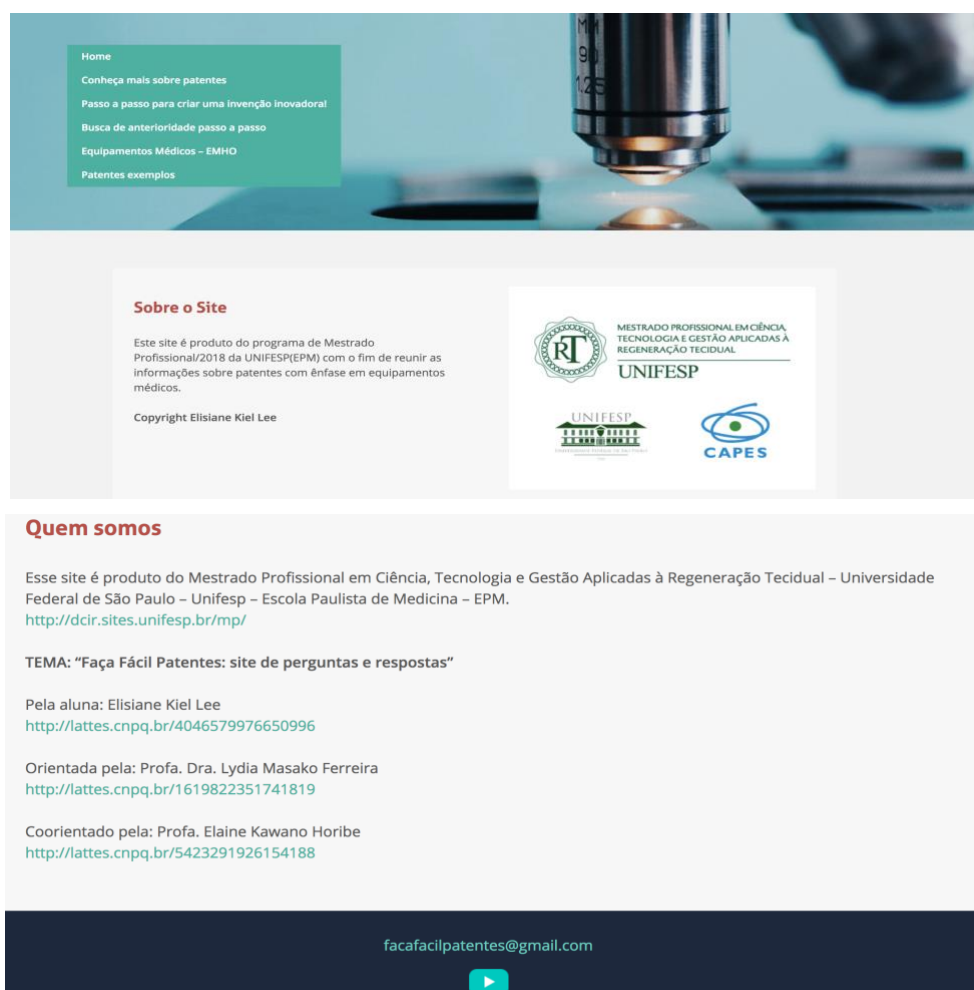 MM
90
1.25
Home
Conheça mais sobre patentes
Passo a passo para criar uma invenção inovadora!
Busca de anterioridade passo a passo
Equipamentos Médicos – EMHO
Patentes exemplos
Sobre o Site
Este site é produto do programa de Mestrado
Profissional/2018 da UNIFESP(EPM) com o fim de reunir as
informações sobre patentes com ênfase em equipamentos
médicos.
Copyright Elisiane Kiel Lee
RT
MESTRADO PROFISSIONAL EM CIÊNCIA,
TECNOLOGIA E GESTÃO APLICADAS À
REGENERAÇÃO TECIDUAL
UNIFESP
UNIFESP
CAPES
Quem somos
Esse site é produto do Mestrado Profissional em Ciência, Tecnologia e Gestão Aplicadas à Regeneração Tecidual – Universidade
Federal de São Paulo – Unifesp – Escola Paulista de Medicina – EPM.
http://dcir.sites.unifesp.br/mp/
TEMA: “Faça Fácil Patentes: site de perguntas e respostas”
Pela aluna: Elisiane Kiel Lee
http://lattes.cnpq.br/4046579976650996
Orientada pela: Profa. Dra. Lydia Masako Ferreira
http://lattes.cnpq.br/1619822351741819
Coorientado pela: Profa. Elaine Kawano Horibe
http://lattes.cnpq.br/5423291926154188
facafacilpatentes@gmail.com